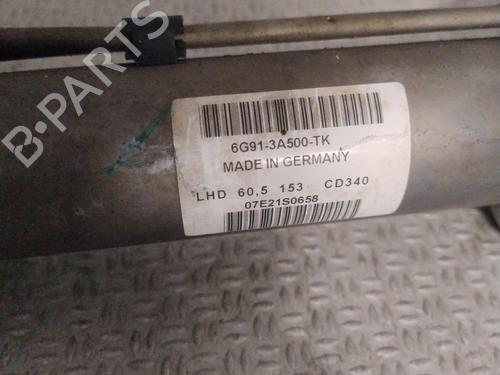 B-PARTS
6G91-3A500-TK
MADE IN GERMANY
LHD 60,5 153 CD340
07E21S0658